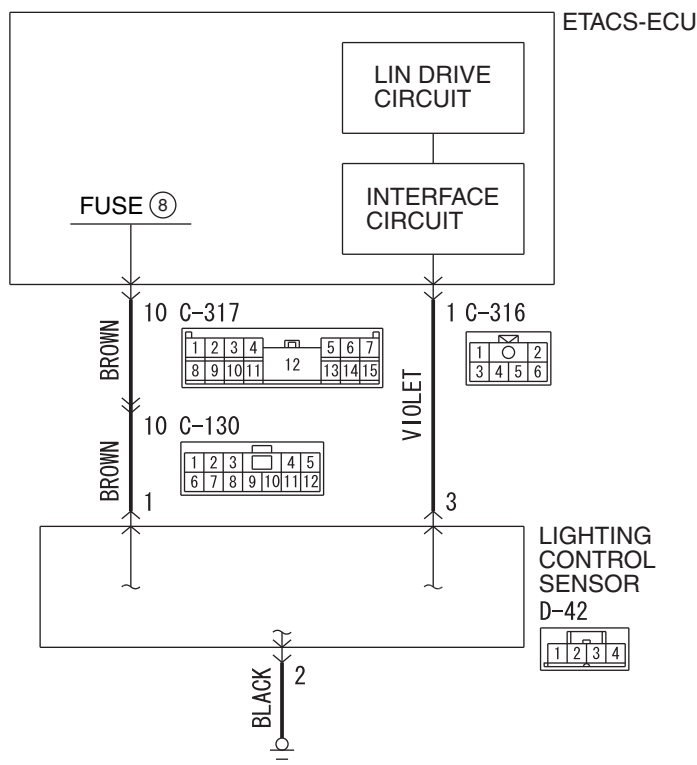 ETACS-ECU
LIN DRIVE
CIRCUIT
INTERFACE
CIRCUIT
FUSE 8
10 C-317
1 2 3 4 5 6 7
8 9 10 11 12 13 14 15
BROWN
1 C-316
1 2
3 4 5 6
VIOLET
10 C-130
1 2 3 4 5
6 7 8 9 10 11 12
BROWN
1
3
LIGHTING
CONTROL
SENSOR
D-42
1 2 3 4
2
BLACK